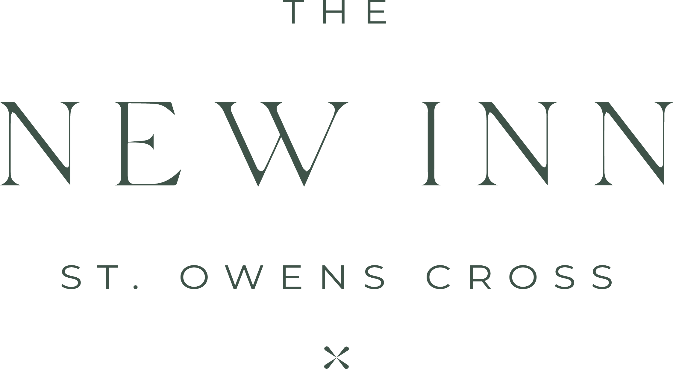 THE
NEW INN
ST. OWENS CROSS